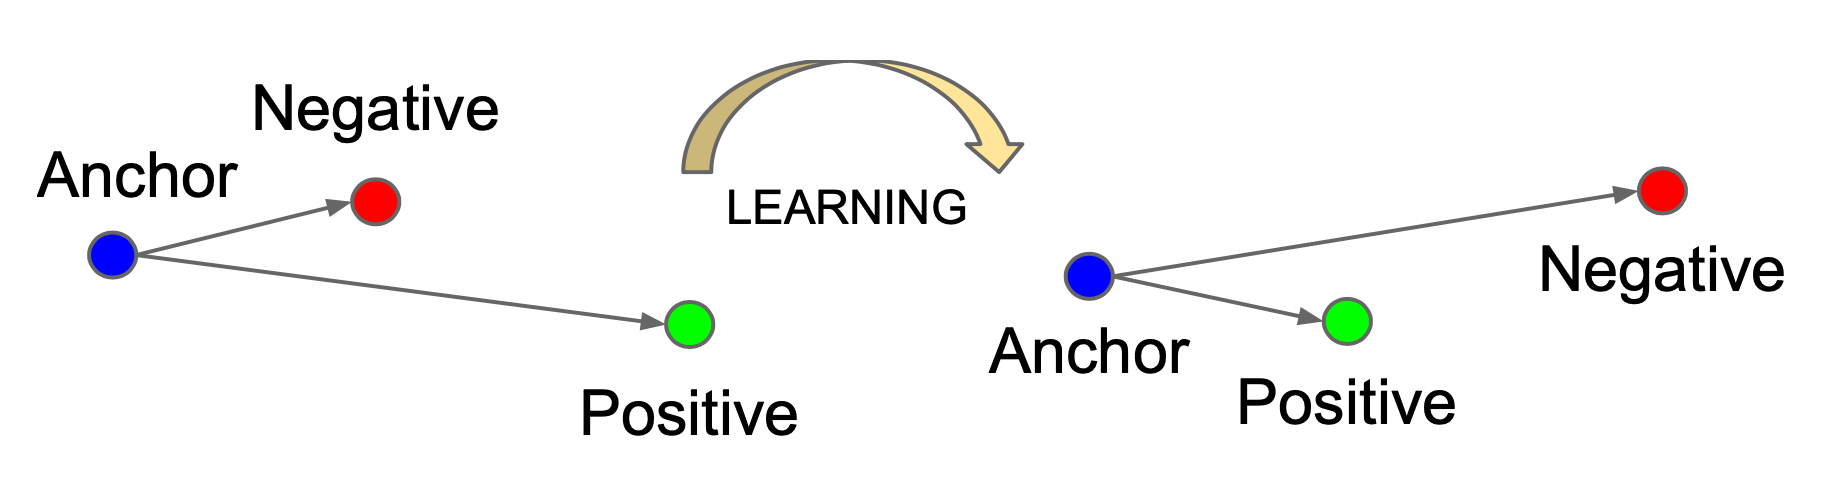 Negative
Anchor
Positive
LEARNING
Negative
Anchor
Positive